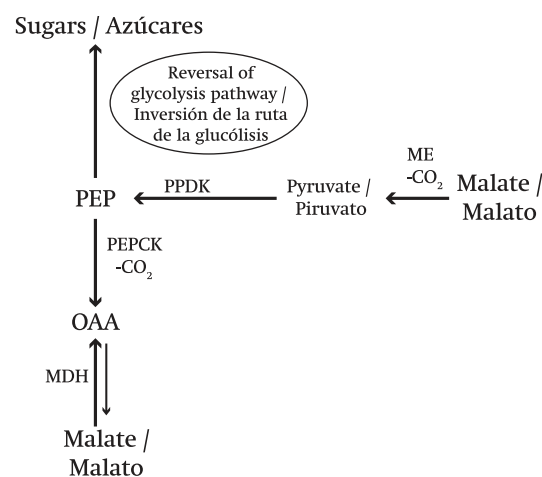 Sugars / Azúcares
Reversal of
glycolysis pathway /
Inversión de la ruta
de la glucólisis
ME
-CO₂
PEP
PPDK
Pyruvate /
Piruvato
Malate /
Malato
PEPCK
-CO₂
OAA
MDH
Malate /
Malato